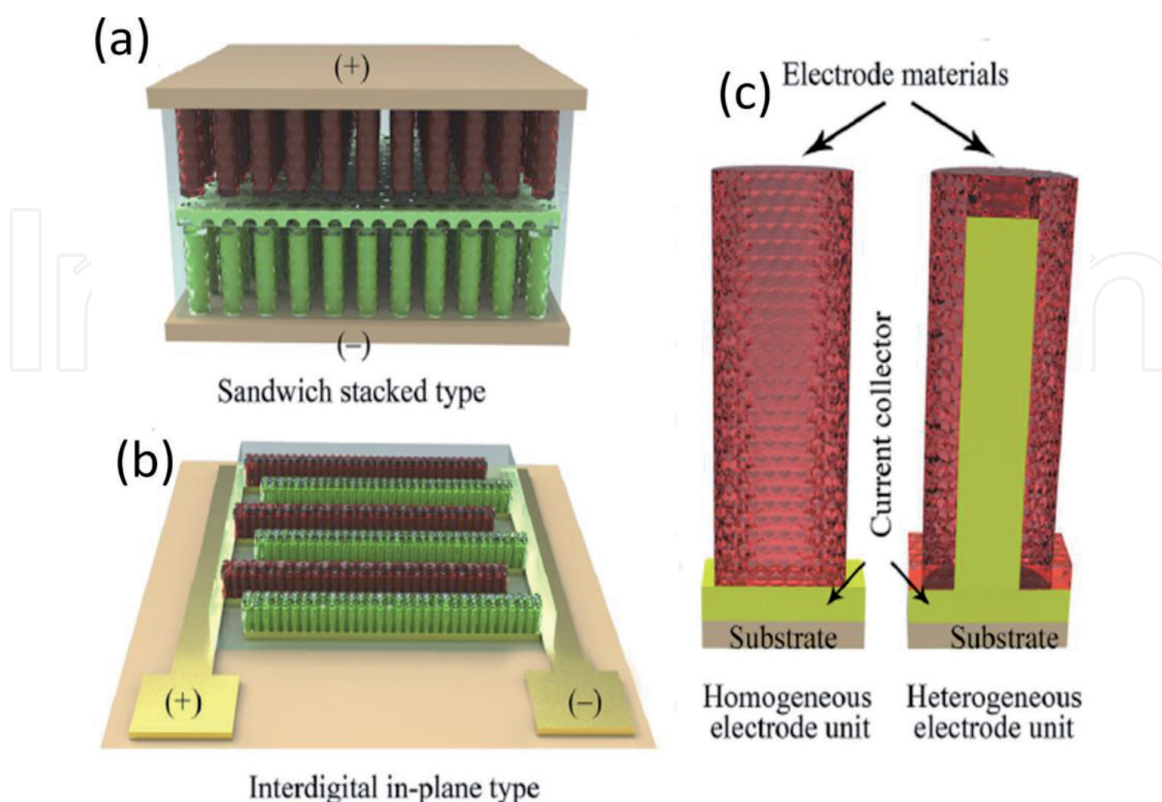 (a)
(+)
(−)
Sandwich stacked type
(b)
(+)
(−)
Interdigital in-plane type
(c)
Electrode materials
Current collector
Substrate
Substrate
Homogeneous
electrode unit
Heterogeneous
electrode unit